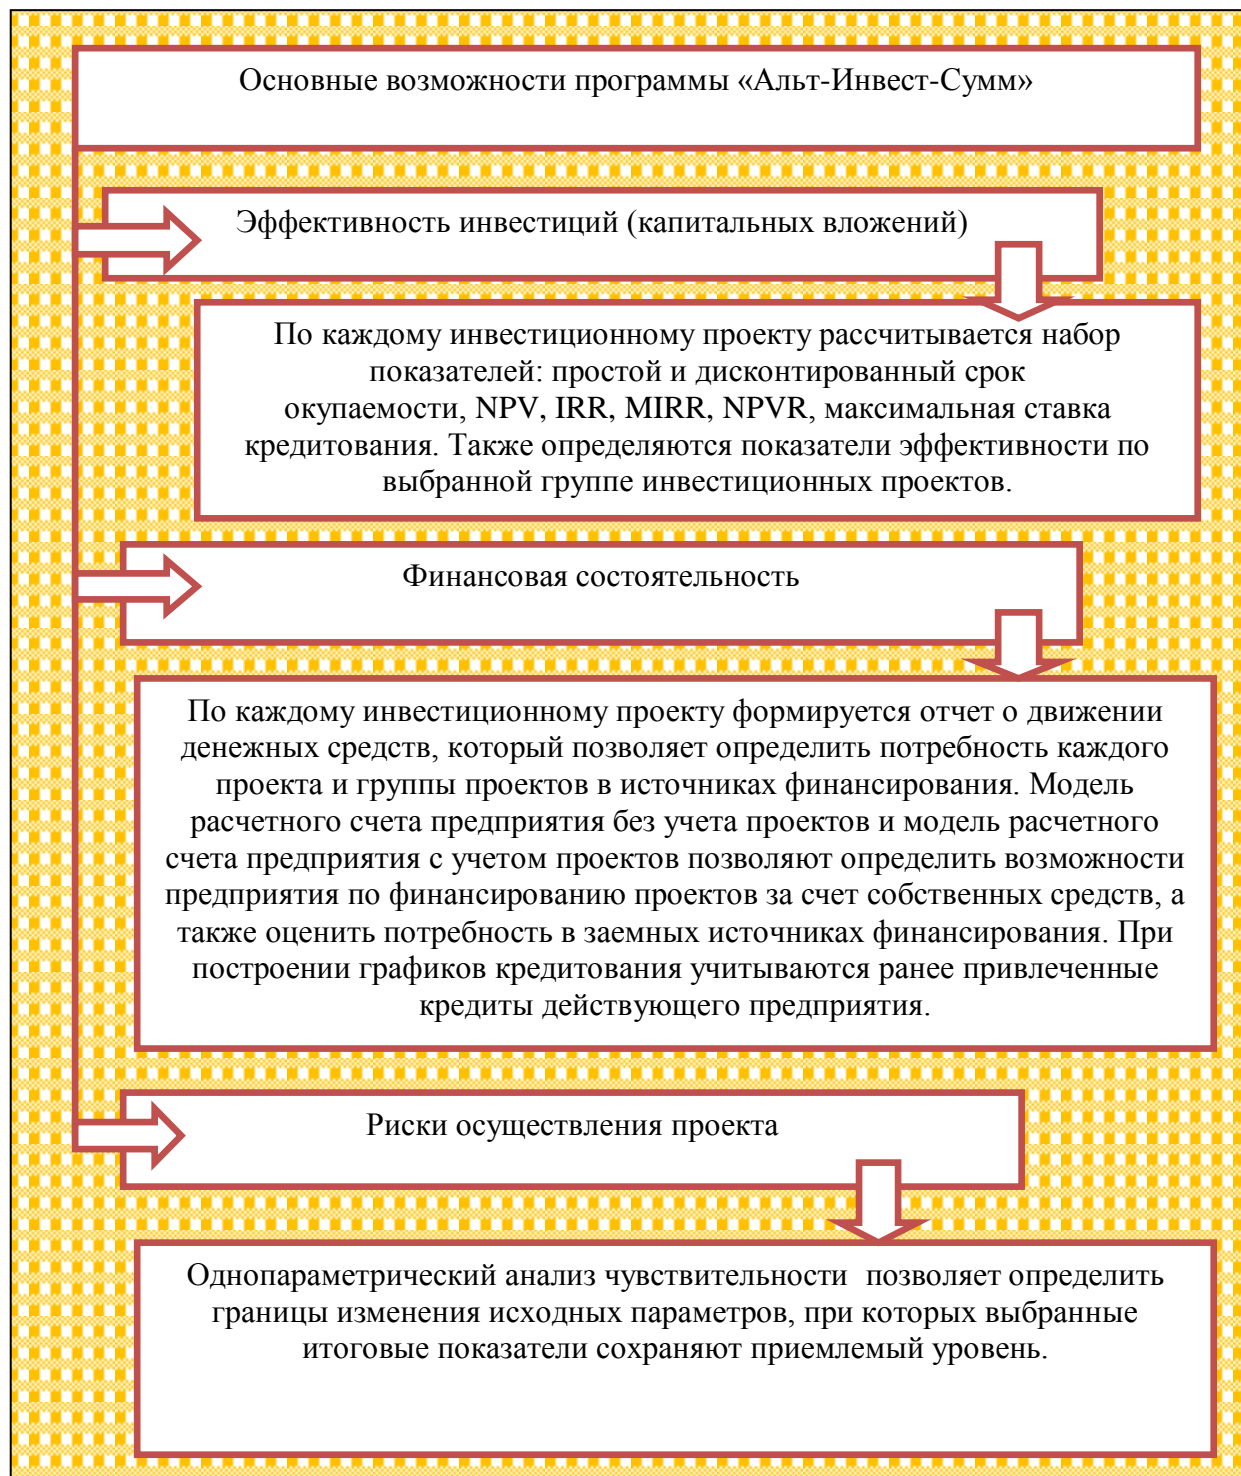 Основные возможности программы «Альт-Инвест-Сумм»
Эффективность инвестиций (капитальных вложений)
По каждому инвестиционному проекту рассчитывается набор
показателей: простой и дисконтированный срок
окупаемости, NPV, IRR, MIRR, NPVR, максимальная ставка
кредитования. Также определяются показатели эффективности по
выбранной группе инвестиционных проектов.
Финансовая состоятельность
По каждому инвестиционному проекту формируется отчет о движении
денежных средств, который позволяет определить потребность каждого
проекта и группы проектов в источниках финансирования. Модель
расчетного счета предприятия без учета проектов и модель расчетного
счета предприятия с учетом проектов позволяют определить возможности
предприятия по финансированию проектов за счет собственных средств, а
также оценить потребность в заемных источниках финансирования. При
построении графиков кредитования учитываются ранее привлеченные
кредиты действующего предприятия.
Риски осуществления проекта
Однопараметрический анализ чувствительности  позволяет определить
границы изменения исходных параметров, при которых выбранные
итоговые показатели сохраняют приемлемый уровень.